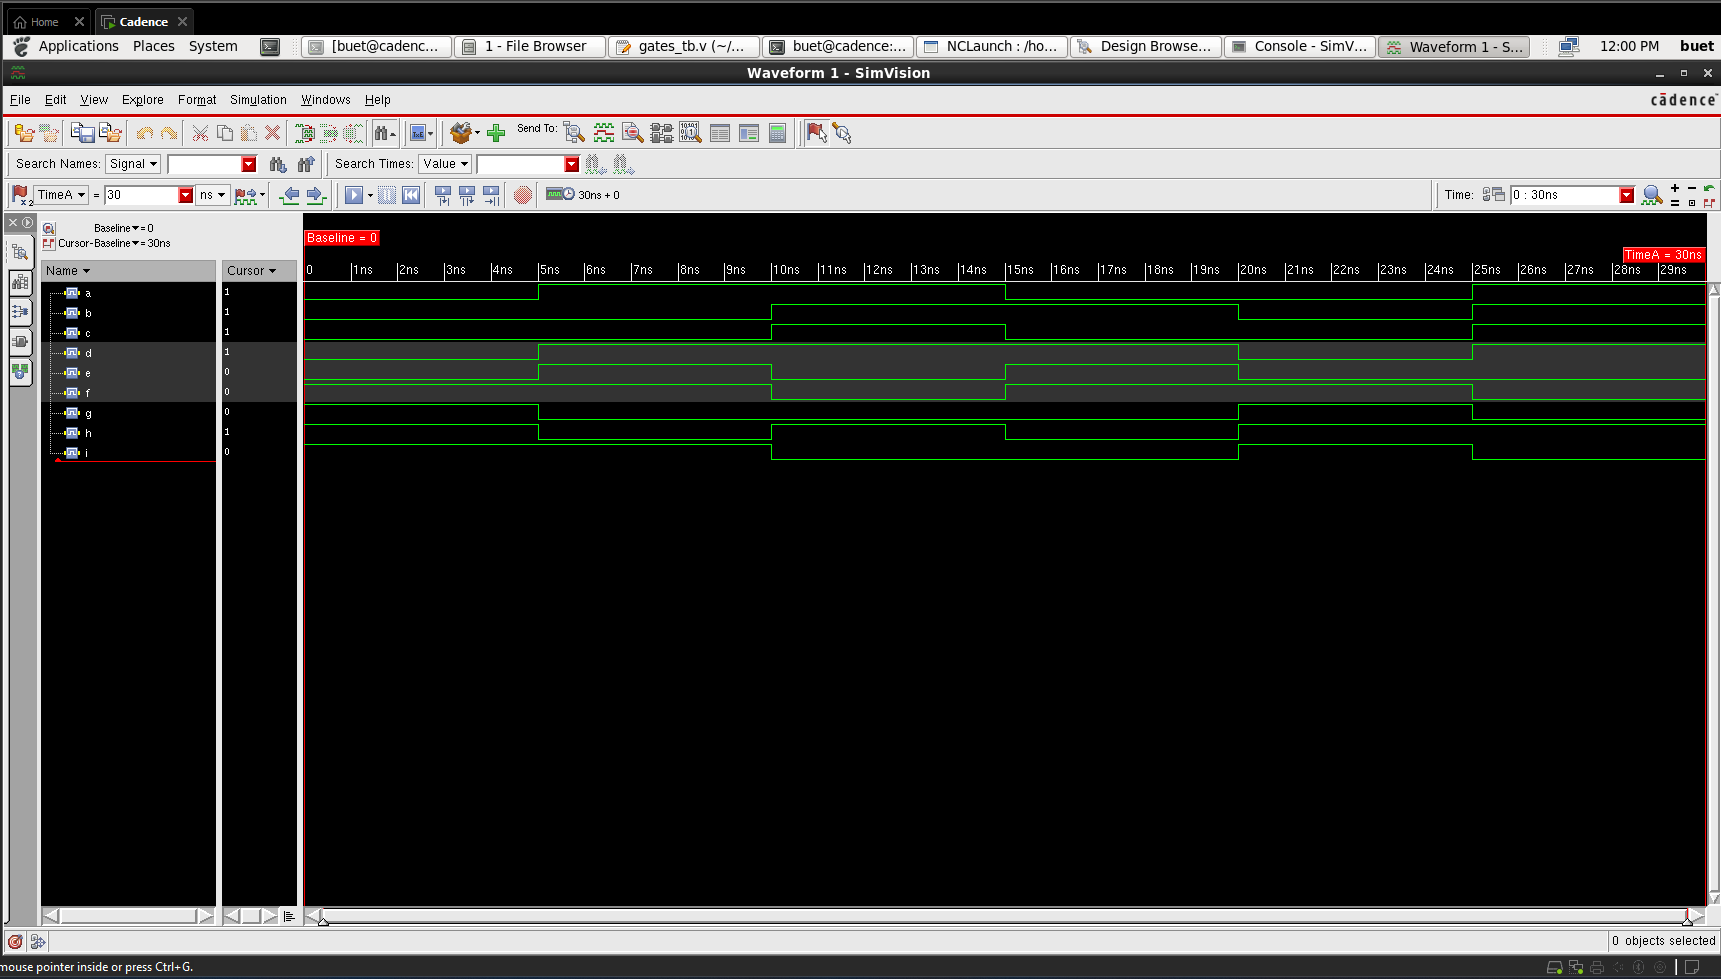 Home
Cadence
Applications Places System [buet@cadenc... 1 - File Browser gates_tb.v (~/... buet@cadence:... NCLaunch : /ho... Design Browse... Console - SimV... Waveform 1 - S... 12:00 PM buet
Waveform 1 - SimVision
File Edit View Explore Format Simulation Windows Help cādence
Send To:
Search Names: Signal Search Times: Value
TimeA = 30 ns 30ns + 0 Time: 0 : 30ns
Baseline = 0
Cursor-Baseline = 30ns
Baseline = 0
TimeA = 30ns
Name Cursor 0 1ns 2ns 3ns 4ns 5ns 6ns 7ns 8ns 9ns 10ns 11ns 12ns 13ns 14ns 15ns 16ns 17ns 18ns 19ns 20ns 21ns 22ns 23ns 24ns 25ns 26ns 27ns 28ns 29ns
a 1
b 1
c 1
d 1
e 0
f 0
g 0
h 1
i 0
0 objects selected
mouse pointer inside or press Ctrl+G.